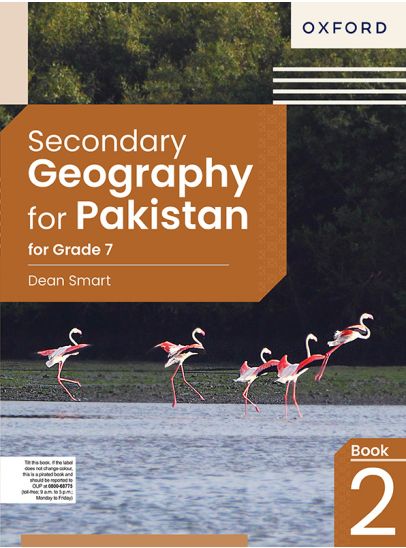 OXFORD
Secondary
Geography
for Pakistan
for Grade 7
Dean Smart
Tilt this book. If the label
does not change colour,
this is a pirated book and
should be reported to
OUP at 0800-68775
(toll-free; 9 a.m. to 5 p.m.;
Monday to Friday)
Book
2